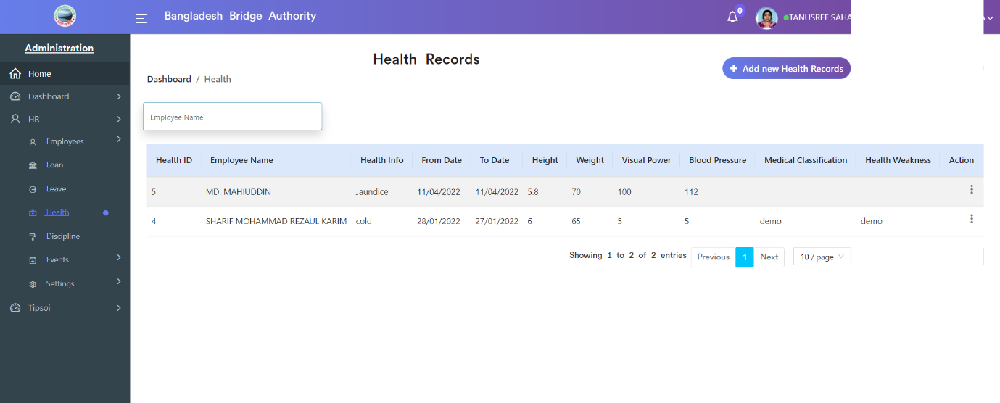 Bangladesh Bridge Authority
0
TANUSREE SAHA
Administration
Home
Dashboard
HR
Employees
Loan
Leave
Health
Discipline
Events
Settings
Tipsoi
Health Records
Add new Health Records
Dashboard / Health
Employee Name
Health ID Employee Name Health Info From Date To Date Height Weight Visual Power Blood Pressure Medical Classification Health Weakness Action
5 MD. MAHIUDDIN Jaundice 11/04/2022 11/04/2022 5.8 70 100 112
4 SHARIF MOHAMMAD REZAUL KARIM cold 28/01/2022 27/01/2022 6 65 5 5 demo demo
Showing 1 to 2 of 2 entries Previous 1 Next 10 / page